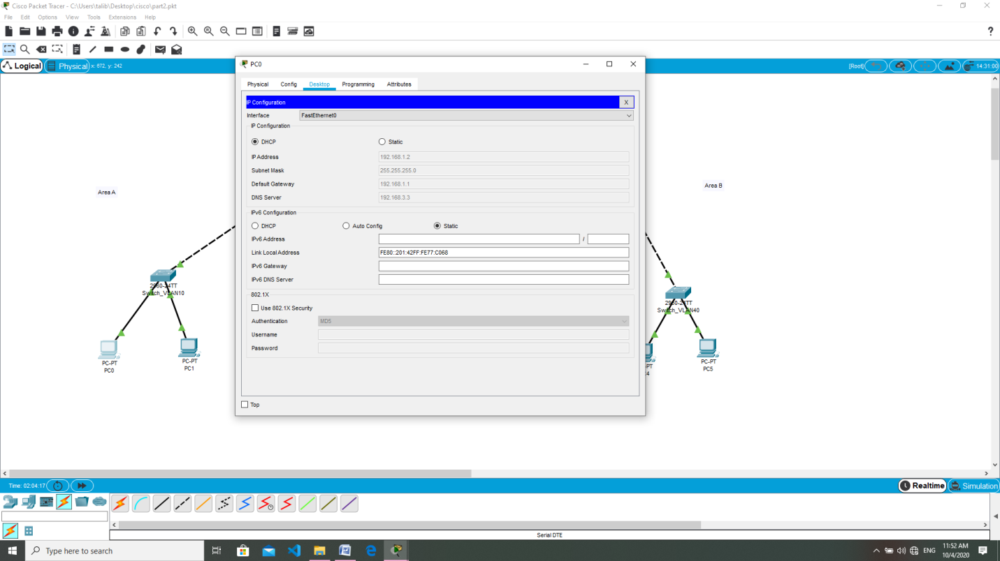 Cisco Packet Tracer - C:\Users\talib\Desktop\cisco\part2.pkt
File Edit Options View Tools Extensions Help
?
Logical Physical x: 672, y: 242 [Root] 14:31:00
PC0
Physical Config Desktop Programming Attributes
IP Configuration X
Interface FastEthernet0
IP Configuration
DHCP Static
IP Address 192.168.1.2
Subnet Mask 255.255.255.0
Default Gateway 192.168.1.1
DNS Server 192.168.3.3
IPv6 Configuration
DHCP Auto Config Static
IPv6 Address /
Link Local Address FE80::201:42FF:FE77:C068
IPv6 Gateway
IPv6 DNS Server
802.1X
Use 802.1X Security
Authentication MD5
Username
Password
Top
Area A
Area B
2960-24TT
Switch_VLAN10
2960-24TT
Switch_VLAN40
PC-PT
PC0
PC-PT
PC1
PT
4
PC-PT
PC5
Time: 02:04:17 Realtime Simulation
Serial DTE
Type here to search ENG 11:52 AM
10/4/2020